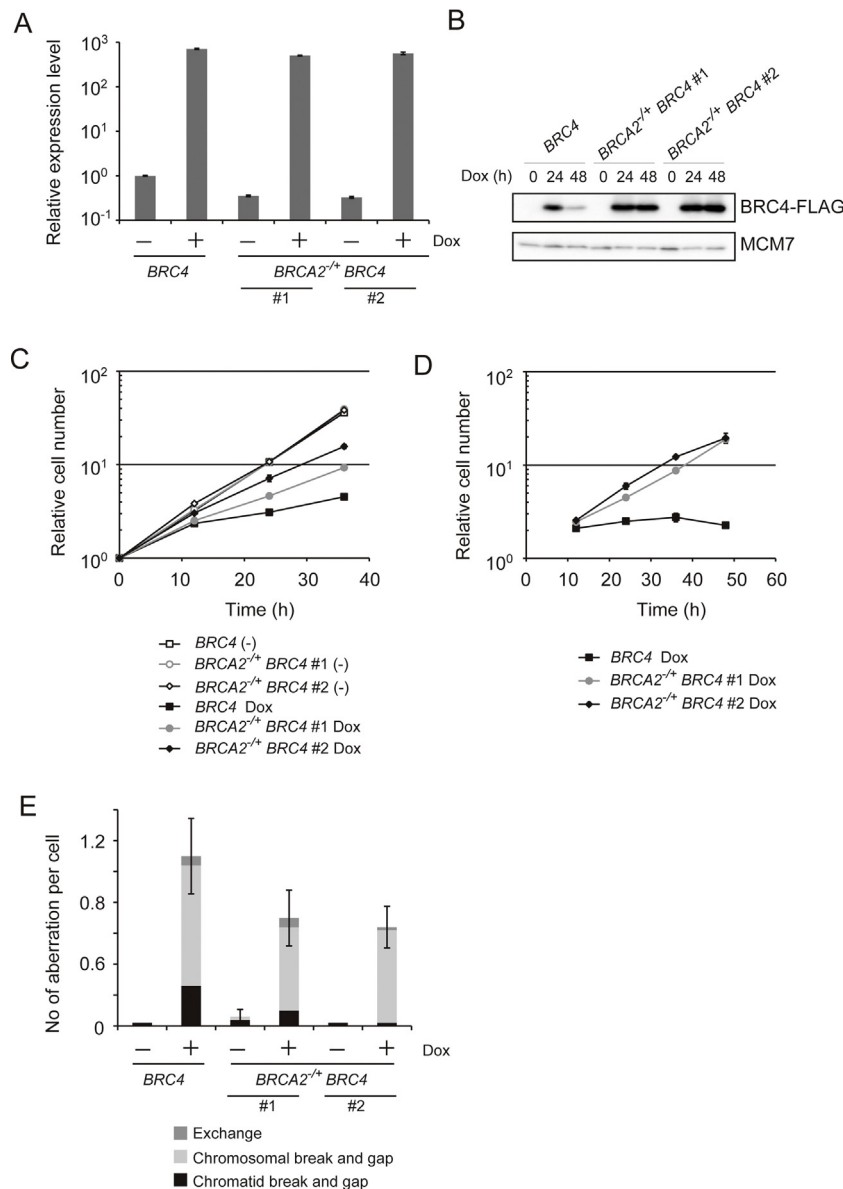 A
Relative expression level
10³
10²
10¹
10⁰
10⁻¹
— + — + — + Dox
BRC4
BRCA2⁻/⁺ BRC4
#1 #2
B
BRC4
BRCA2⁻/⁺ BRC4 #1
BRCA2⁻/⁺ BRC4 #2
Dox (h) 0 24 48 0 24 48 0 24 48
BRC4-FLAG
MCM7
C
Relative cell number
10²
10¹
10⁰
0 10 20 30 40
Time (h)
BRC4 (-)
BRCA2⁻/⁺ BRC4 #1 (-)
BRCA2⁻/⁺ BRC4 #2 (-)
BRC4 Dox
BRCA2⁻/⁺ BRC4 #1 Dox
BRCA2⁻/⁺ BRC4 #2 Dox
D
Relative cell number
10²
10¹
10⁰
0 10 20 30 40 50 60
Time (h)
BRC4 Dox
BRCA2⁻/⁺ BRC4 #1 Dox
BRCA2⁻/⁺ BRC4 #2 Dox
E
No of aberration per cell
1.2
0.8
0.6
0
— + — + — + Dox
BRC4
BRCA2⁻/⁺ BRC4
#1 #2
Exchange
Chromosomal break and gap
Chromatid break and gap